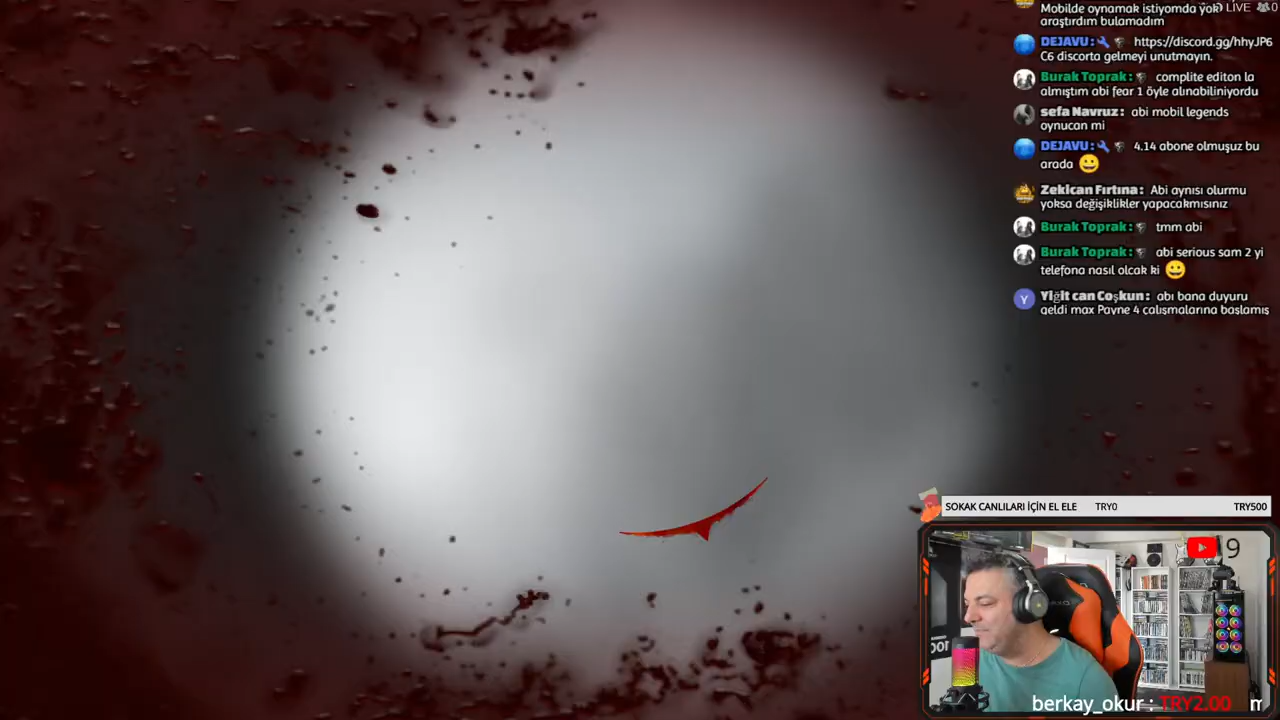 Mobilde oynamak istiyomda yok
araştırdım bulamadım
LIVE 0
DEJAVU: https://discord.gg/hhyJP6
C6 discorta gelmeyi unutmayın.
Burak Toprak: complite editon la
almıştım abi fear 1 öyle alınabiliniyordu
sefa Navruz: abi mobil legends
oynucan mi
DEJAVU: 4.14 abone olmuşuz bu
arada
Zekican Fırtına: Abi aynısı olurmu
yoksa değişiklikler yapacakmısınız
Burak Toprak: tmm abi
Burak Toprak: abi serious sam 2 yi
telefona nasıl olcak ki
Y Yiğit can Coşkun: abı bana duyuru
geldi max Payne 4 calışmalarına başlamış
SOKAK CANLILARI İÇİN EL ELE TRY0 TRY500
9
berkay_okur : TRY2.00 m